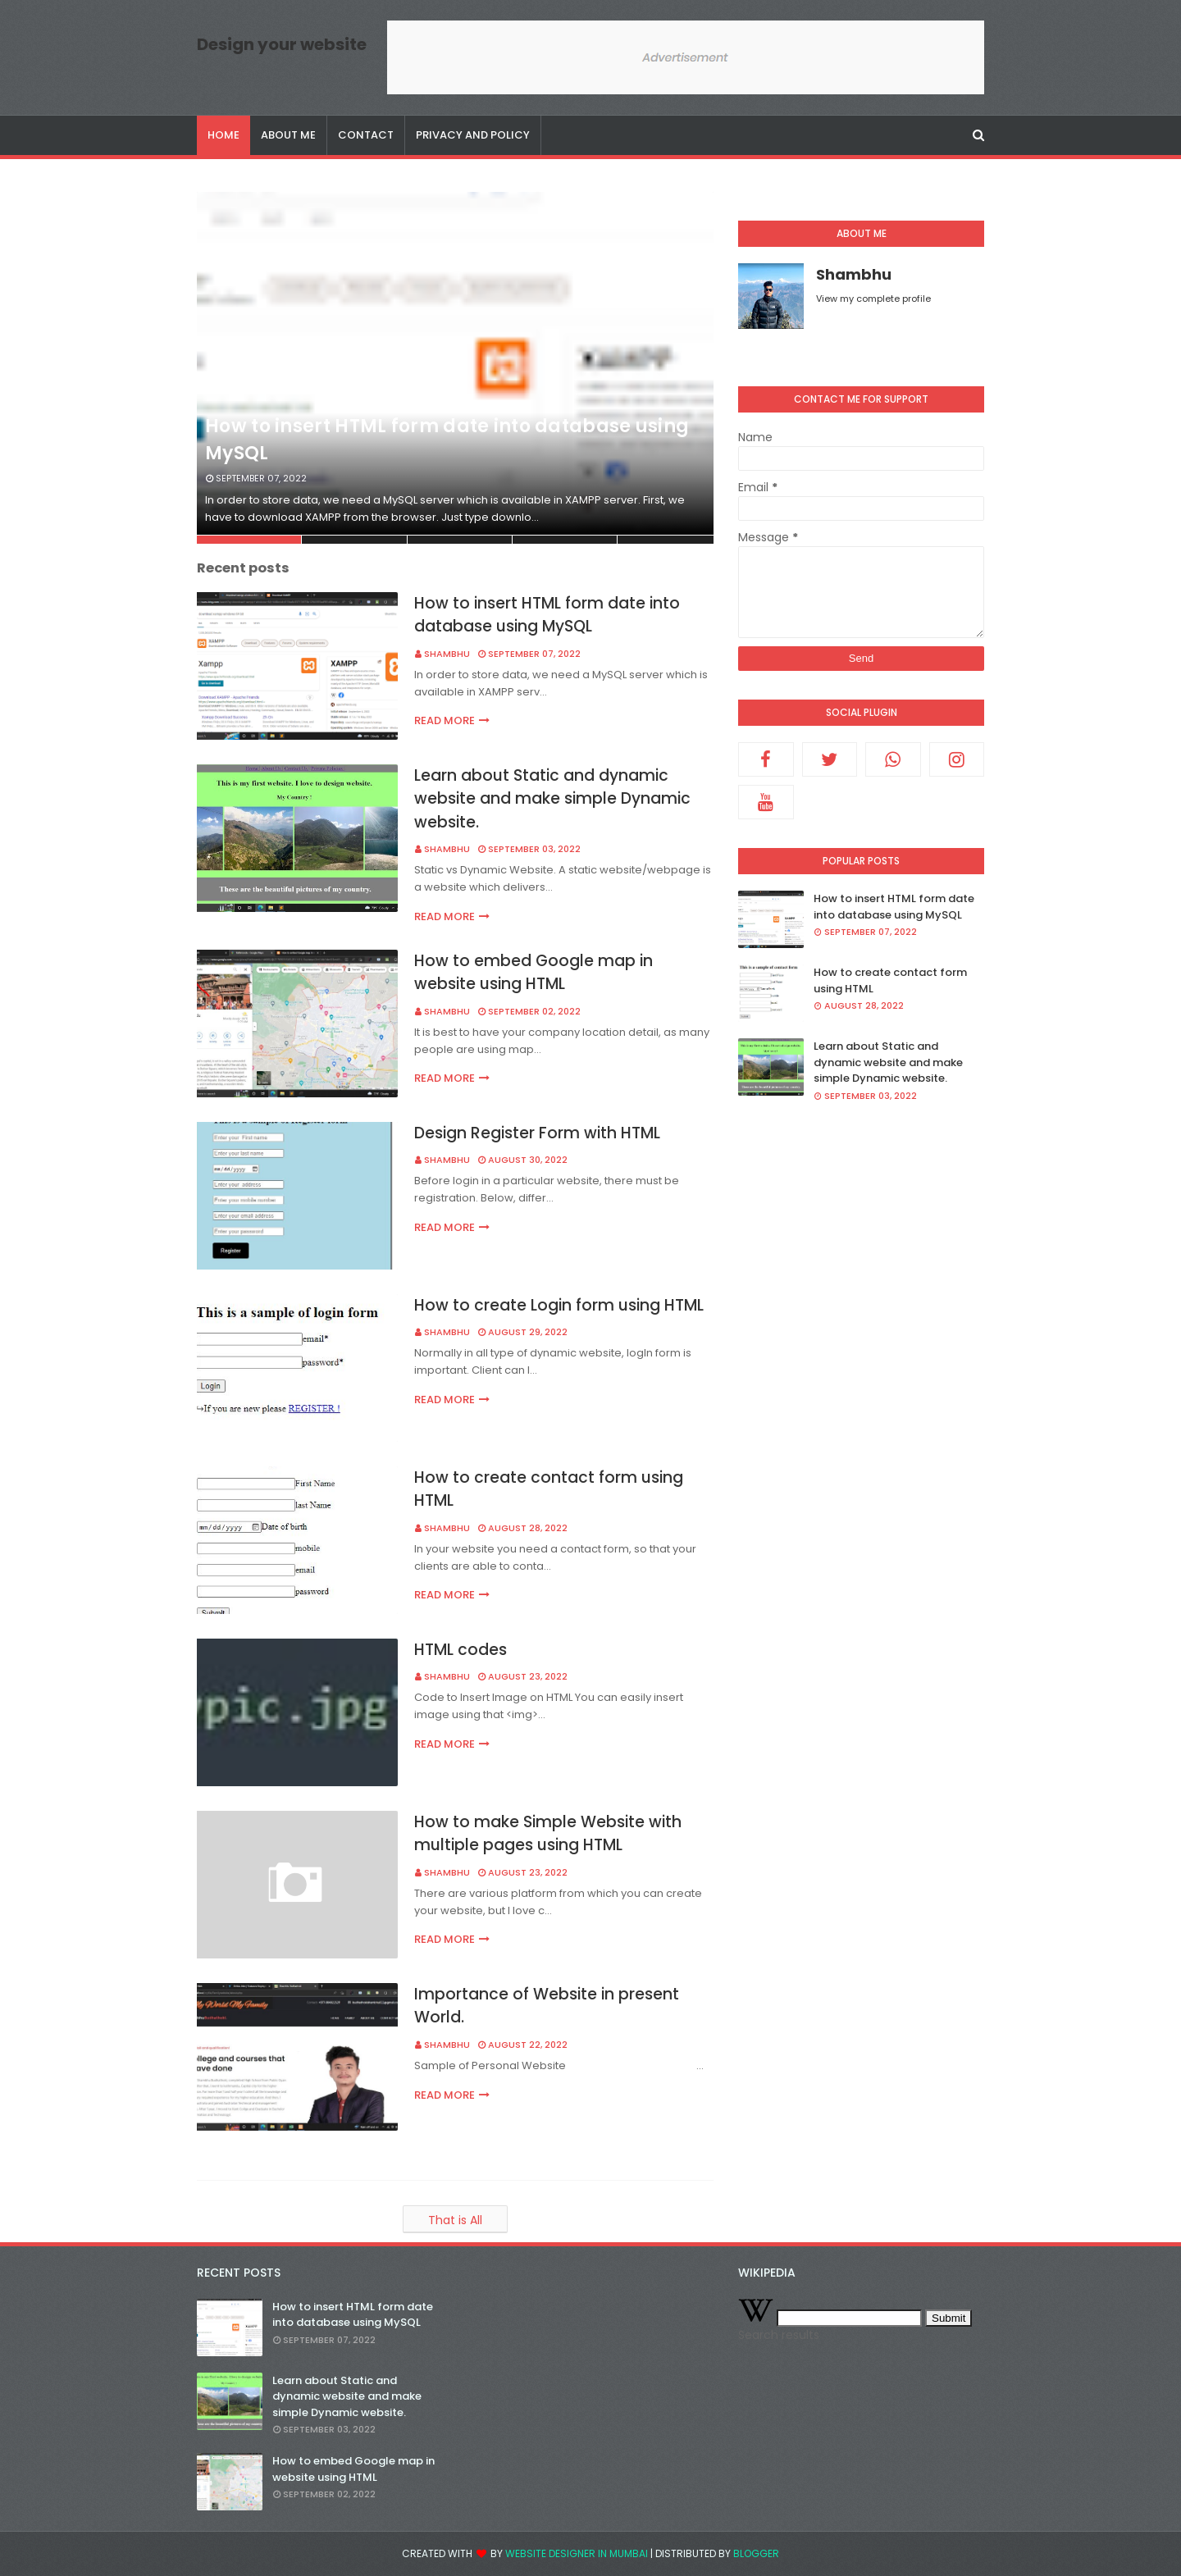 Design your website
Advertisement
HOME
ABOUT ME
CONTACT
PRIVACY AND POLICY
How to insert HTML form date into database using
MySQL
SEPTEMBER 07, 2022
In order to store data, we need a MySQL server which is available in XAMPP server. First, we
have to download XAMPP from the browser. Just type downlo...
Recent posts
How to insert HTML form date into
database using MySQL
SHAMBHU SEPTEMBER 07, 2022
In order to store data, we need a MySQL server which is
available in XAMPP serv...
READ MORE
Xampp
XAMPP
This is my first website. I love to design website.
My Country !
These are the beautiful pictures of my country.
Learn about Static and dynamic
website and make simple Dynamic
website.
SHAMBHU SEPTEMBER 03, 2022
Static vs Dynamic Website. A static website/webpage is
a website which delivers...
READ MORE
How to embed Google map in
website using HTML
SHAMBHU SEPTEMBER 02, 2022
It is best to have your company location detail, as many
people are using map...
READ MORE
Enter your First name
Enter your last name
mm/dd/yyyy
Enter your address
Enter your mobile number
Enter your email address
Enter your password
Register
Design Register Form with HTML
SHAMBHU AUGUST 30, 2022
Before login in a particular website, there must be
registration. Below, differ...
READ MORE
This is a sample of login form
email*
password*
Login
↪If you are new please REGISTER !
How to create Login form using HTML
SHAMBHU AUGUST 29, 2022
Normally in all type of dynamic website, logIn form is
important. Client can l...
READ MORE
First Name
last Name
mm/dd/yyyy Date of birth
mobile
email
password
Submit
How to create contact form using
HTML
SHAMBHU AUGUST 28, 2022
In your website you need a contact form, so that your
clients are able to conta...
READ MORE
ypic.jpg
HTML codes
SHAMBHU AUGUST 23, 2022
Code to Insert Image on HTML You can easily insert
image using that <img>...
READ MORE
How to make Simple Website with
multiple pages using HTML
SHAMBHU AUGUST 23, 2022
There are various platform from which you can create
your website, but I love c...
READ MORE
My World My Family
llege and courses that
ave done
Importance of Website in present
World.
SHAMBHU AUGUST 22, 2022
Sample of Personal Website ...
READ MORE
That is All
ABOUT ME
Shambhu
View my complete profile
CONTACT ME FOR SUPPORT
Name
Email *
Message *
Send
SOCIAL PLUGIN
You
Tube
POPULAR POSTS
How to insert HTML form date
into database using MySQL
SEPTEMBER 07, 2022
This is a sample of contact form
How to create contact form
using HTML
AUGUST 28, 2022
Learn about Static and
dynamic website and make
simple Dynamic website.
SEPTEMBER 03, 2022
RECENT POSTS
How to insert HTML form date
into database using MySQL
SEPTEMBER 07, 2022
Learn about Static and
dynamic website and make
simple Dynamic website.
SEPTEMBER 03, 2022
How to embed Google map in
website using HTML
SEPTEMBER 02, 2022
WIKIPEDIA
W
Submit
Search results
CREATED WITH BY WEBSITE DESIGNER IN MUMBAI | DISTRIBUTED BY BLOGGER